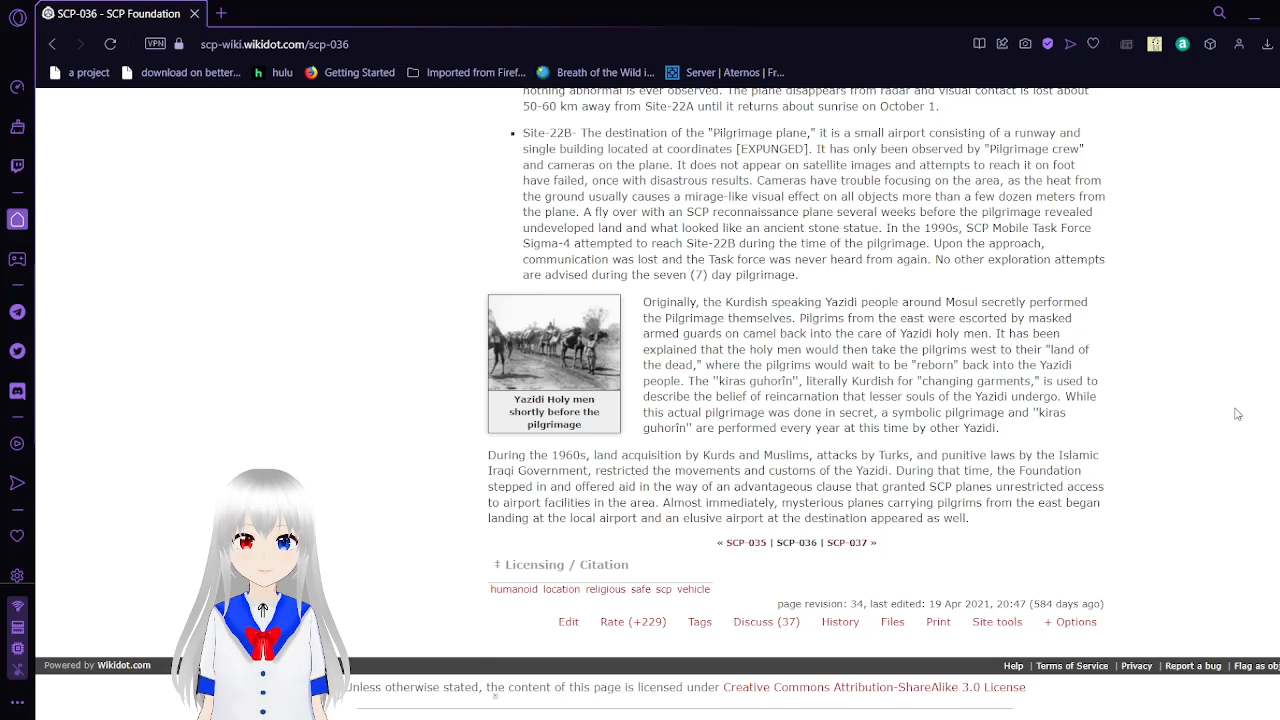 SCP-036 - SCP Foundation
VPN
scp-wiki.wikidot.com/scp-036
a project
download on better...
hulu
Getting Started
Imported from Firef...
Breath of the Wild i...
Server | Aternos | Fr...
nothing abnormal is ever observed. The plane disappears from radar and visual contact is lost about
50-60 km away from Site-22A until it returns about sunrise on October 1.
Site-22B- The destination of the "Pilgrimage plane," it is a small airport consisting of a runway and
single building located at coordinates [EXPUNGED]. It has only been observed by "Pilgrimage crew"
and cameras on the plane. It does not appear on satellite images and attempts to reach it on foot
have failed, once with disastrous results. Cameras have trouble focusing on the area, as the heat from
the ground usually causes a mirage-like visual effect on all objects more than a few dozen meters from
the plane. A fly over with an SCP reconnaissance plane several weeks before the pilgrimage revealed
undeveloped land and what looked like an ancient stone statue. In the 1990s, SCP Mobile Task Force
Sigma-4 attempted to reach Site-22B during the time of the pilgrimage. Upon the approach,
communication was lost and the Task force was never heard from again. No other exploration attempts
are advised during the seven (7) day pilgrimage.
Yazidi Holy men
shortly before the
pilgrimage
Originally, the Kurdish speaking Yazidi people around Mosul secretly performed
the Pilgrimage themselves. Pilgrims from the east were escorted by masked
armed guards on camel back into the care of Yazidi holy men. It has been
explained that the holy men would then take the pilgrims west to their "land of
the dead," where the pilgrims would wait to be "reborn" back into the Yazidi
people. The "kiras guhorîn", literally Kurdish for "changing garments," is used to
describe the belief of reincarnation that lesser souls of the Yazidi undergo. While
this actual pilgrimage was done in secret, a symbolic pilgrimage and "kiras
guhorîn" are performed every year at this time by other Yazidi.
During the 1960s, land acquisition by Kurds and Muslims, attacks by Turks, and punitive laws by the Islamic
Iraqi Government, restricted the movements and customs of the Yazidi. During that time, the Foundation
stepped in and offered aid in the way of an advantageous clause that granted SCP planes unrestricted access
to airport facilities in the area. Almost immediately, mysterious planes carrying pilgrims from the east began
landing at the local airport and an elusive airport at the destination appeared as well.
« SCP-035 | SCP-036 | SCP-037 »
‡ Licensing / Citation
humanoid location religious safe scp vehicle
page revision: 34, last edited: 19 Apr 2021, 20:47 (584 days ago)
Edit Rate (+229) Tags Discuss (37) History Files Print Site tools + Options
Powered by Wikidot.com
Help | Terms of Service | Privacy | Report a bug | Flag as obj
Unless otherwise stated, the content of this page is licensed under Creative Commons Attribution-ShareAlike 3.0 License